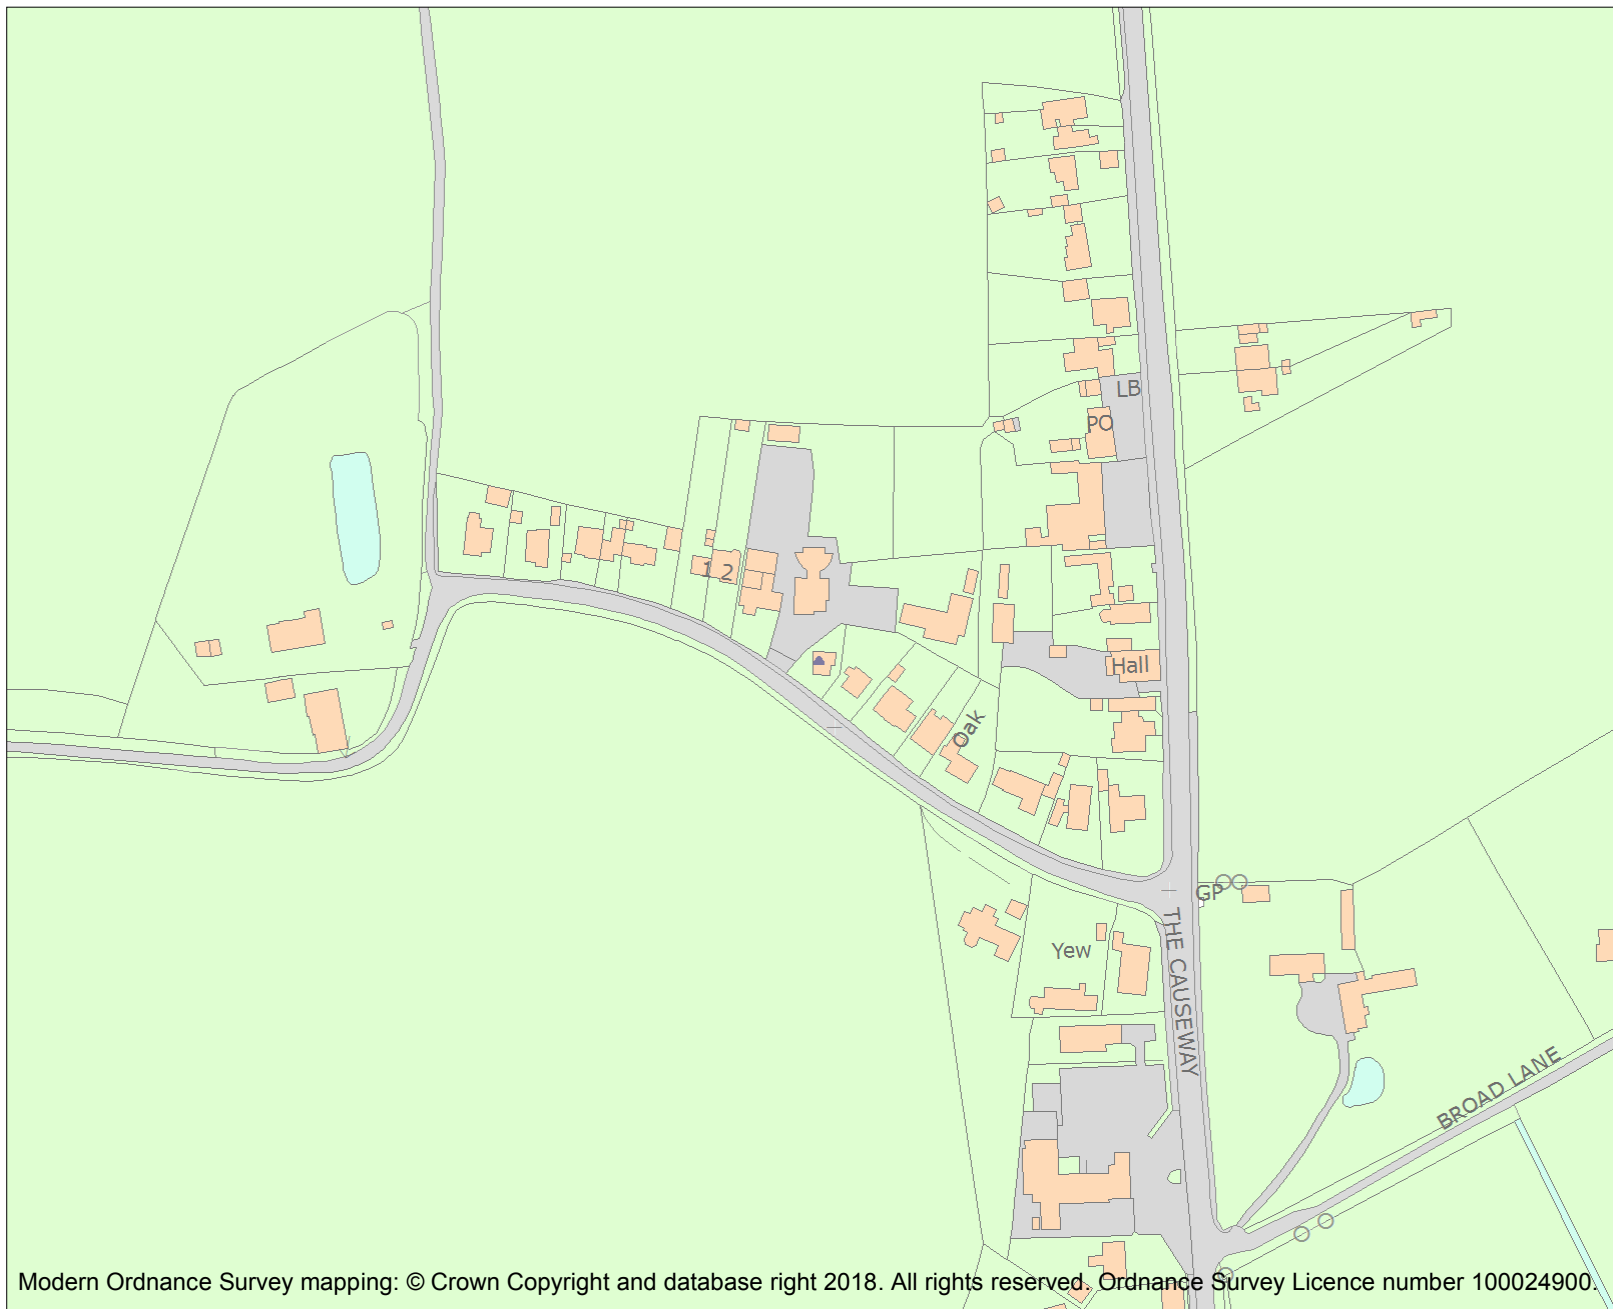 LB
PO
1 2
Hall
Oak
GP
Yew
THE CAUSEWAY
BROAD LANE
Modern Ordnance Survey mapping: © Crown Copyright and database right 2018. All rights reserved. Ordnance Survey Licence number 100024900.